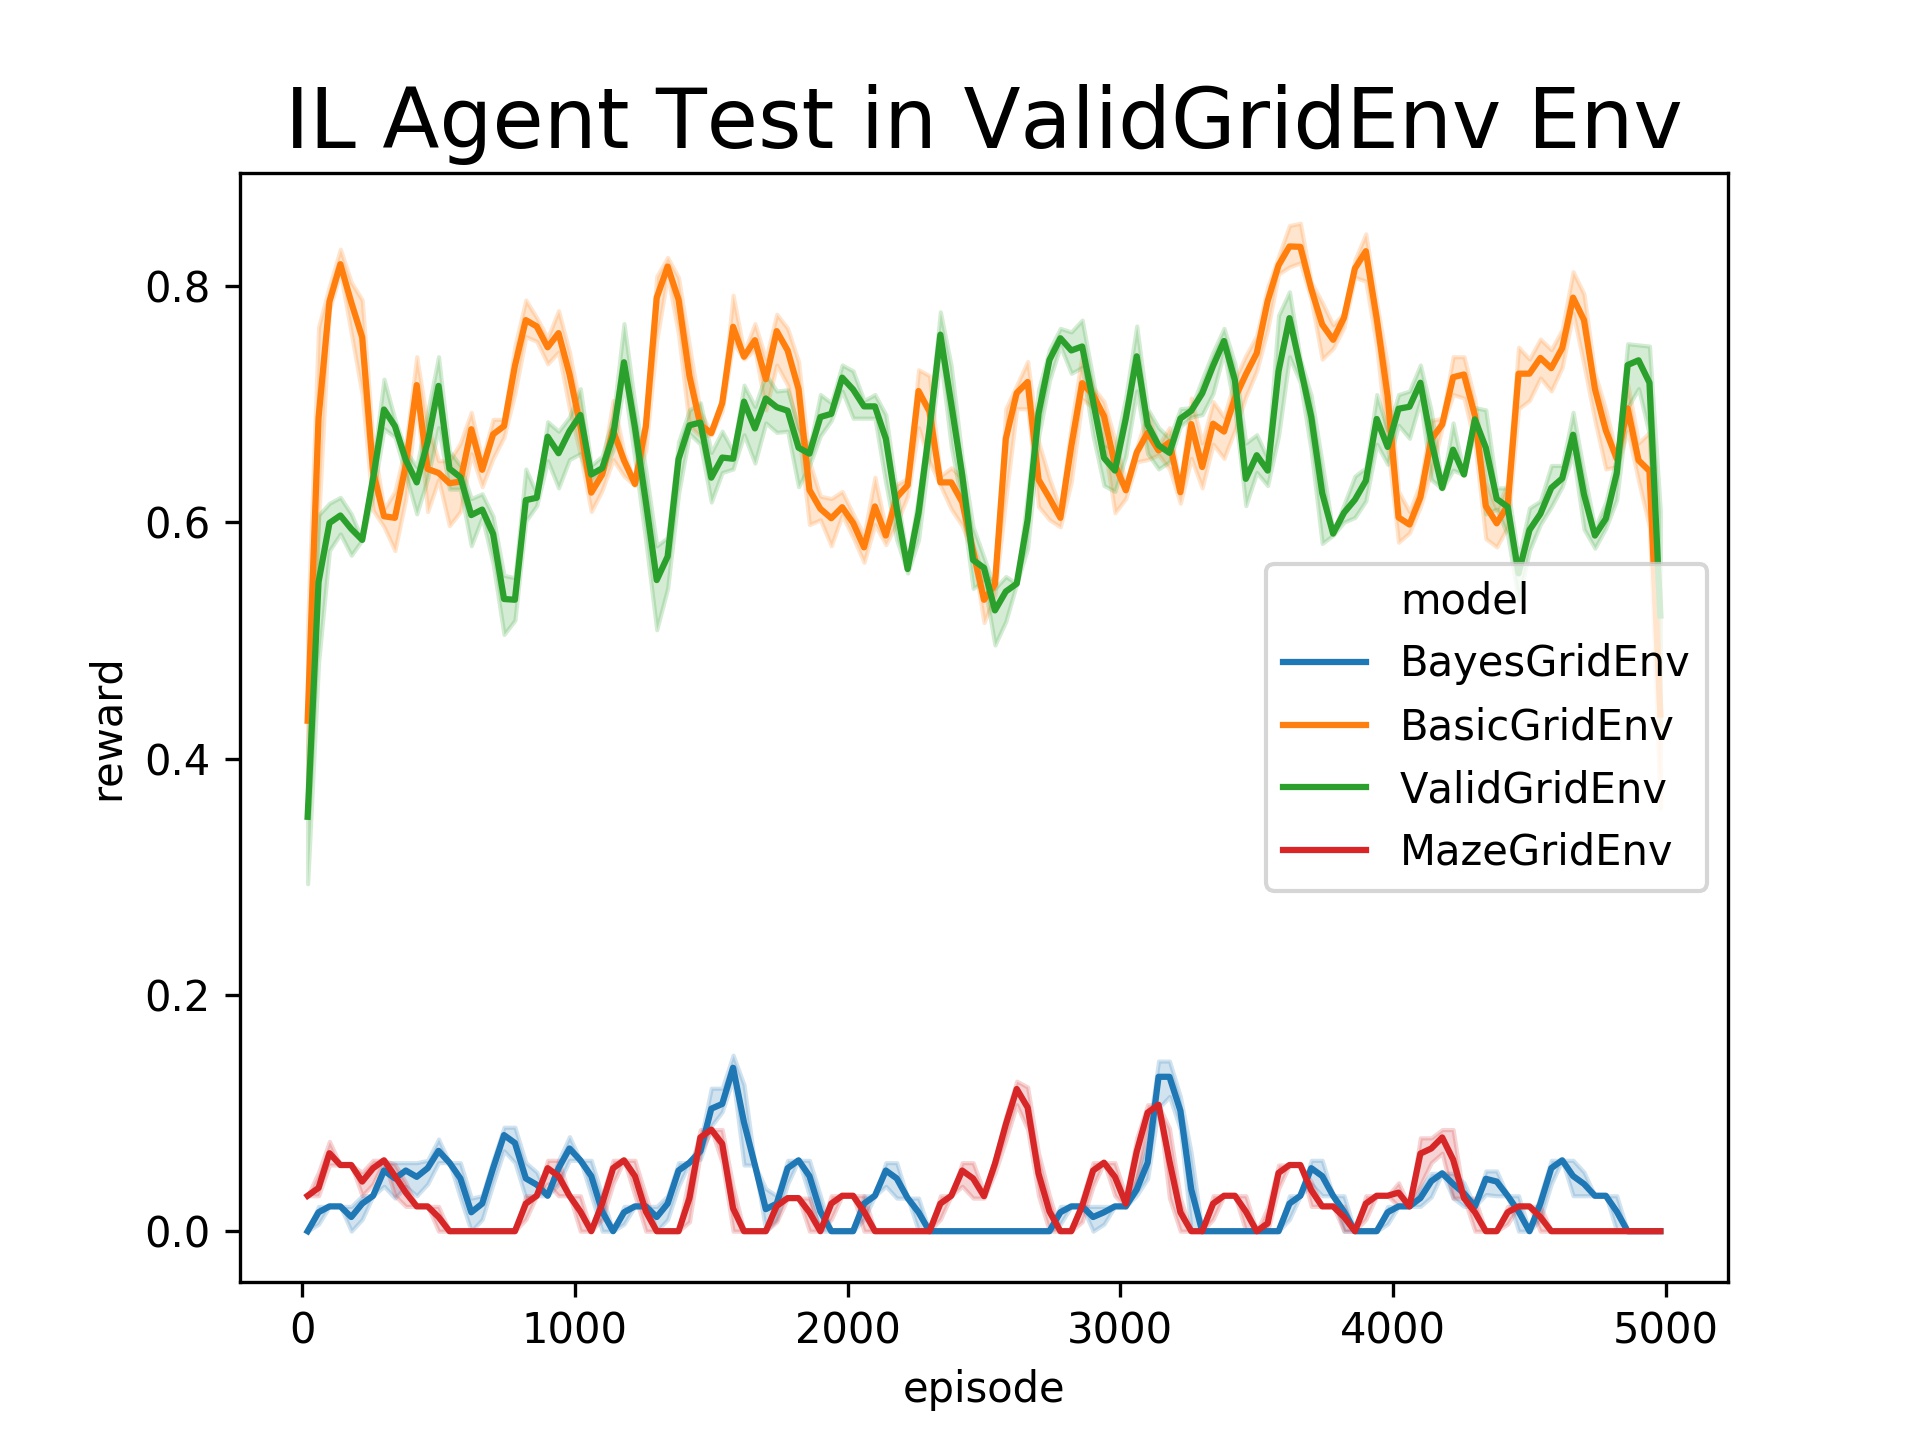 IL Agent Test in ValidGridEnv Env
reward
0.8
0.6
0.4
0.2
0.0
model
BayesGridEnv
BasicGridEnv
ValidGridEnv
MazeGridEnv
0 1000 2000 3000 4000 5000
episode